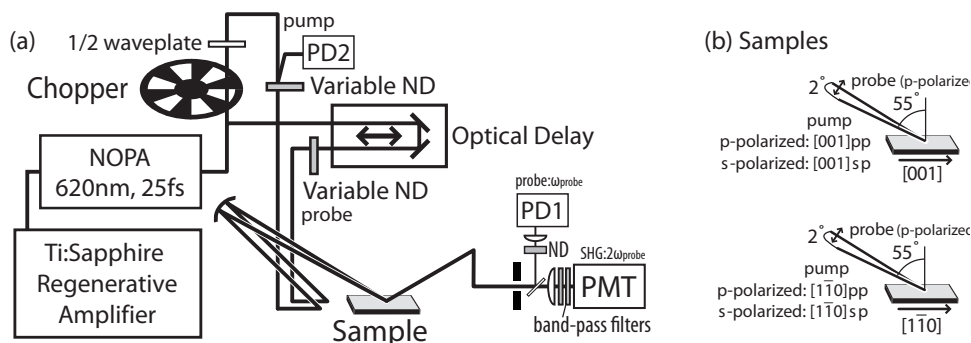 (a)
pump
1/2 waveplate
PD2
Chopper
Variable ND
Optical Delay
NOPA
620nm, 25fs
Variable ND
probe
probe:ωprobe
PD1
ND
SHG:2ωprobe
PMT
band-pass filters
Ti:Sapphire
Regenerative
Amplifier
Sample
(b) Samples
2°
probe (p-polarized
55°
pump
p-polarized: [001]pp
s-polarized: [001]sp
[001]
2°
probe (p-polarized
55°
pump
p-polarized: [11̅0]pp
s-polarized: [11̅0]sp
[11̅0]